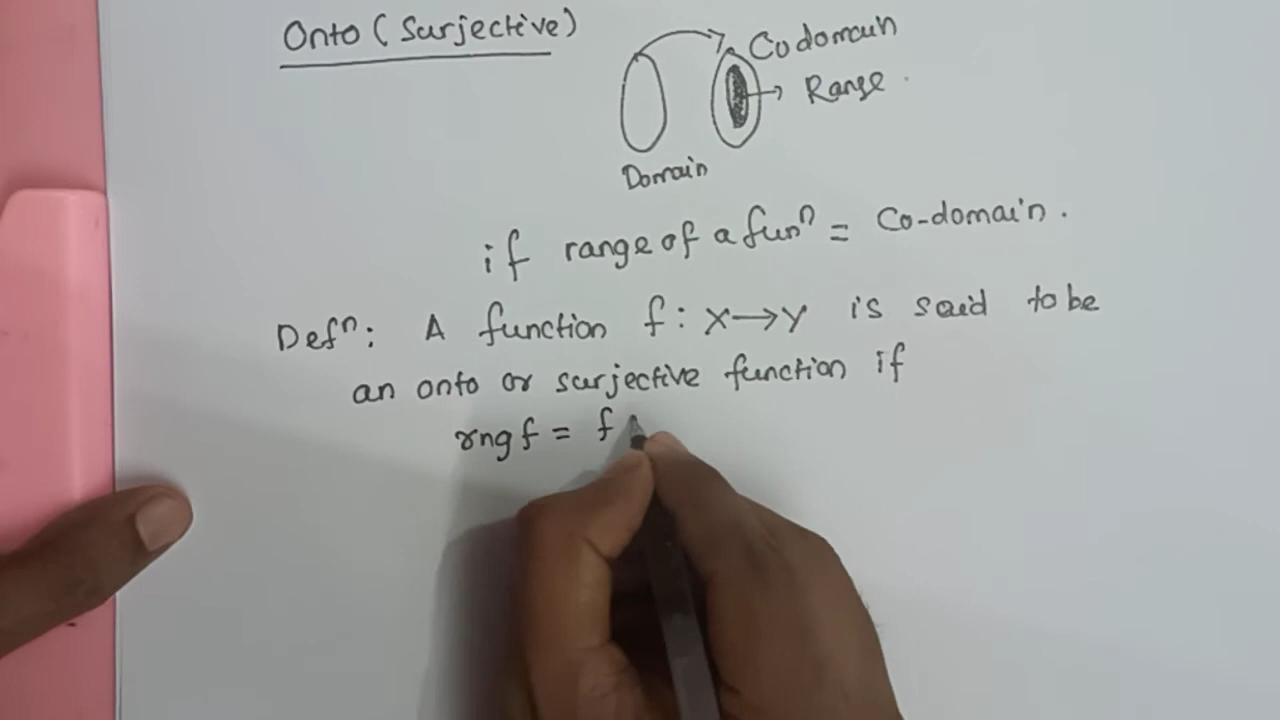 Onto (Surjective)
Codomain
Range
Domain
if range of a funⁿ = Co-domain.
Defⁿ: A function f : X→Y is said to be
an onto or surjective function if
rng f = f